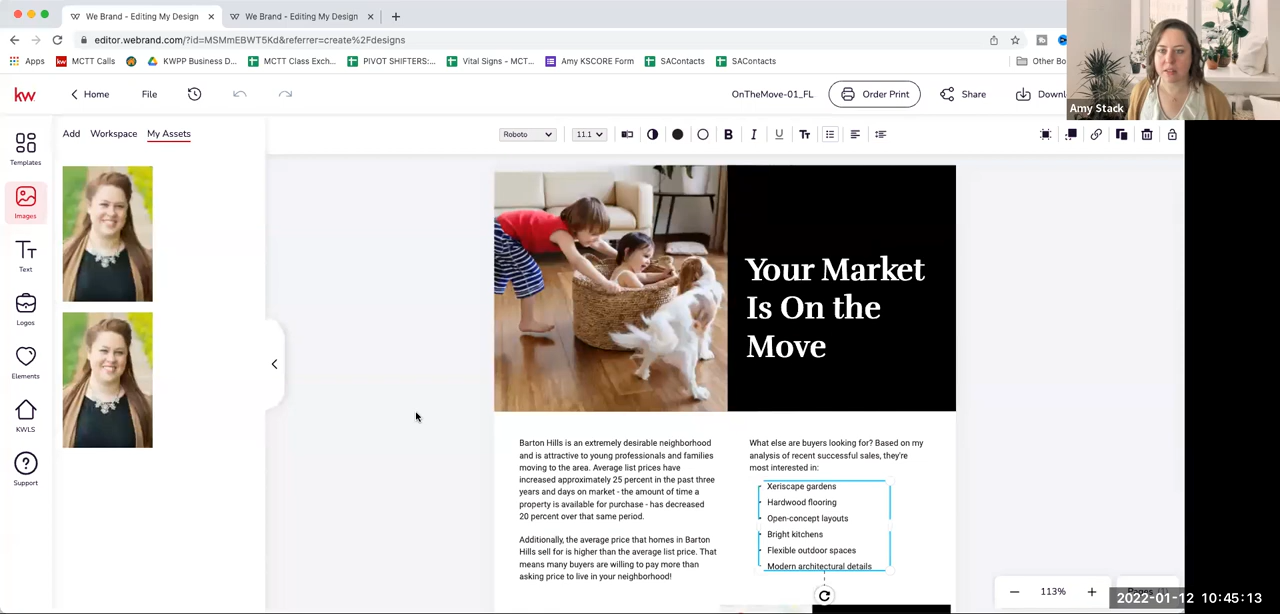 We Brand - Editing My Design
We Brand - Editing My Design
editor.webrand.com/?id=MSMmEBWT5Kd&referrer=create%2Fdesigns
Apps
MCTT Calls
KWPP Business D...
MCTT Class Exch...
PIVOT SHIFTERS:...
Vital Signs - MCT...
Amy KSCORE Form
SAContacts
SAContacts
Other Bo
Amy Stack
kw
Home
File
OnTheMove-01_FL
Order Print
Share
Downl
Add
Workspace
My Assets
Roboto
11.1
B
I
U
Templates
Images
Text
Logos
Elements
KWLS
Support
Your Market
Is On the
Move
Barton Hills is an extremely desirable neighborhood
and is attractive to young professionals and families
moving to the area. Average list prices have
increased approximately 25 percent in the past three
years and days on market - the amount of time a
property is available for purchase - has decreased
20 percent over that same period.
Additionally, the average price that homes in Barton
Hills sell for is higher than the average list price. That
means many buyers are willing to pay more than
asking price to live in your neighborhood!
What else are buyers looking for? Based on my
analysis of recent successful sales, they're
most interested in:
Xeriscape gardens
Hardwood flooring
Open-concept layouts
Bright kitchens
Flexible outdoor spaces
Modern architectural details
113%
2022-01-12 10:45:13